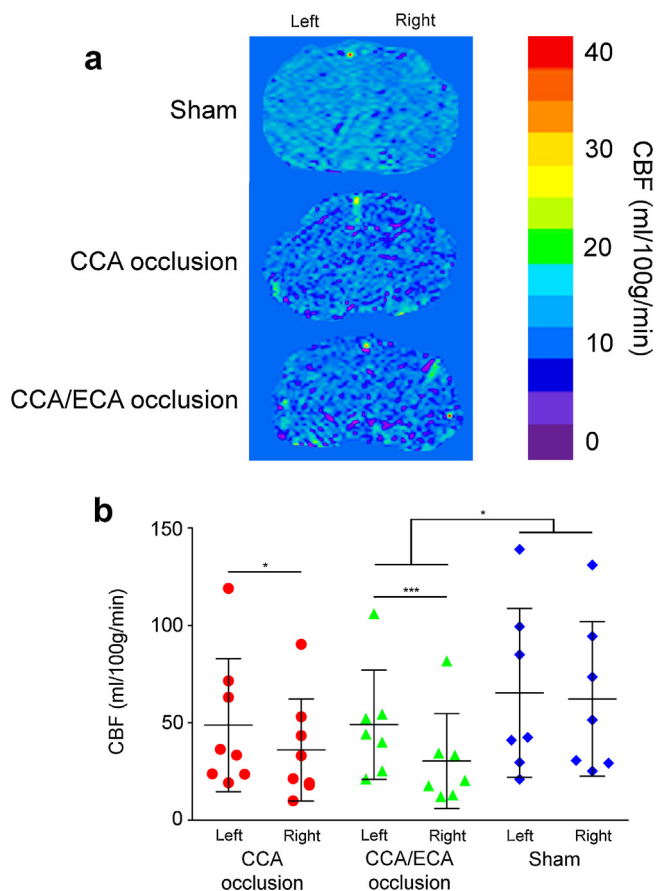 Left Right
a
40
Sham
30
CBF (ml/100g/min)
CCA occlusion
20
10
CCA/ECA occlusion
0
b
150
*
*
***
100
CBF (ml/100g/min)
50
0
Left Right Left Right Left Right
CCA occlusion
CCA/ECA occlusion
Sham